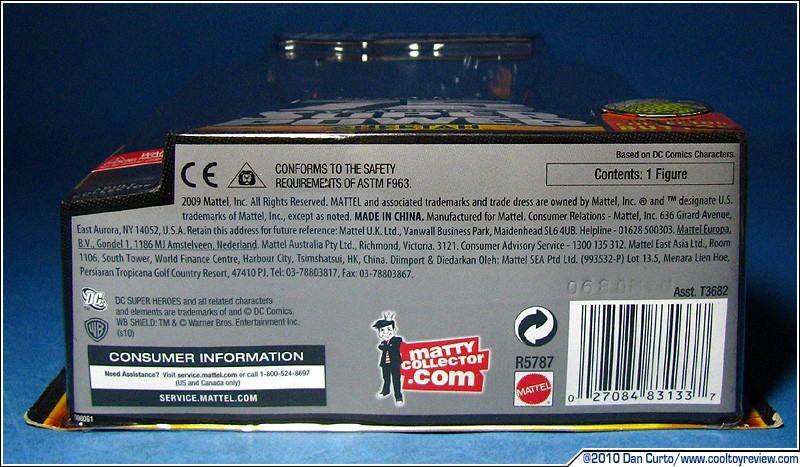 CHEETAH
Based on DC Comics Characters.
CE
CONFORMS TO THE SAFETY
REQUIREMENTS OF ASTM F963.
Contents: 1 Figure
2009 Mattel, Inc. All Rights Reserved. MATTEL and associated trademarks and trade dress are owned by Mattel, Inc. ® and ™ designate U.S.
trademarks of Mattel, Inc., except as noted. MADE IN CHINA. Manufactured for Mattel. Consumer Relations - Mattel, Inc. 636 Girard Avenue,
East Aurora, NY 14052, U.S.A. Retain this address for future reference: Mattel U.K. Ltd., Vanwall Business Park, Maidenhead SL6 4UB. Helpline - 01628 500303. Mattel Europa,
B.V., Gondel 1, 1186 MJ Amstelveen, Nederland. Mattel Australia Pty Ltd., Richmond, Victoria. 3121. Consumer Advisory Service - 1300 135 312. Mattel East Asia Ltd., Room
1106, South Tower, World Finance Centre, Harbour City, Tsimshatsui, HK, China. Diimport & Diedarkan Oleh: Mattel SEA Ptd Ltd. (993532-P) Lot 13.5, Menara Lien Hoe,
Persiaran Tropicana Golf Country Resort, 47410 PJ. Tel: 03-78803817, Fax: 03-78803867.
Asst. T3682
DC
DC SUPER HEROES and all related characters
and elements are trademarks of and © DC Comics.
WB SHIELD: TM & © Warner Bros. Entertainment Inc.
(s10)
WB
CONSUMER INFORMATION
Need Assistance? Visit service.mattel.com or call 1-800-524-8697
(US and Canada only)
SERVICE.MATTEL.COM
matty
collector
.com
R5787
MATTEL
0 27084 83133 7
©2010 Dan Curto/www.cooltoyreview.com